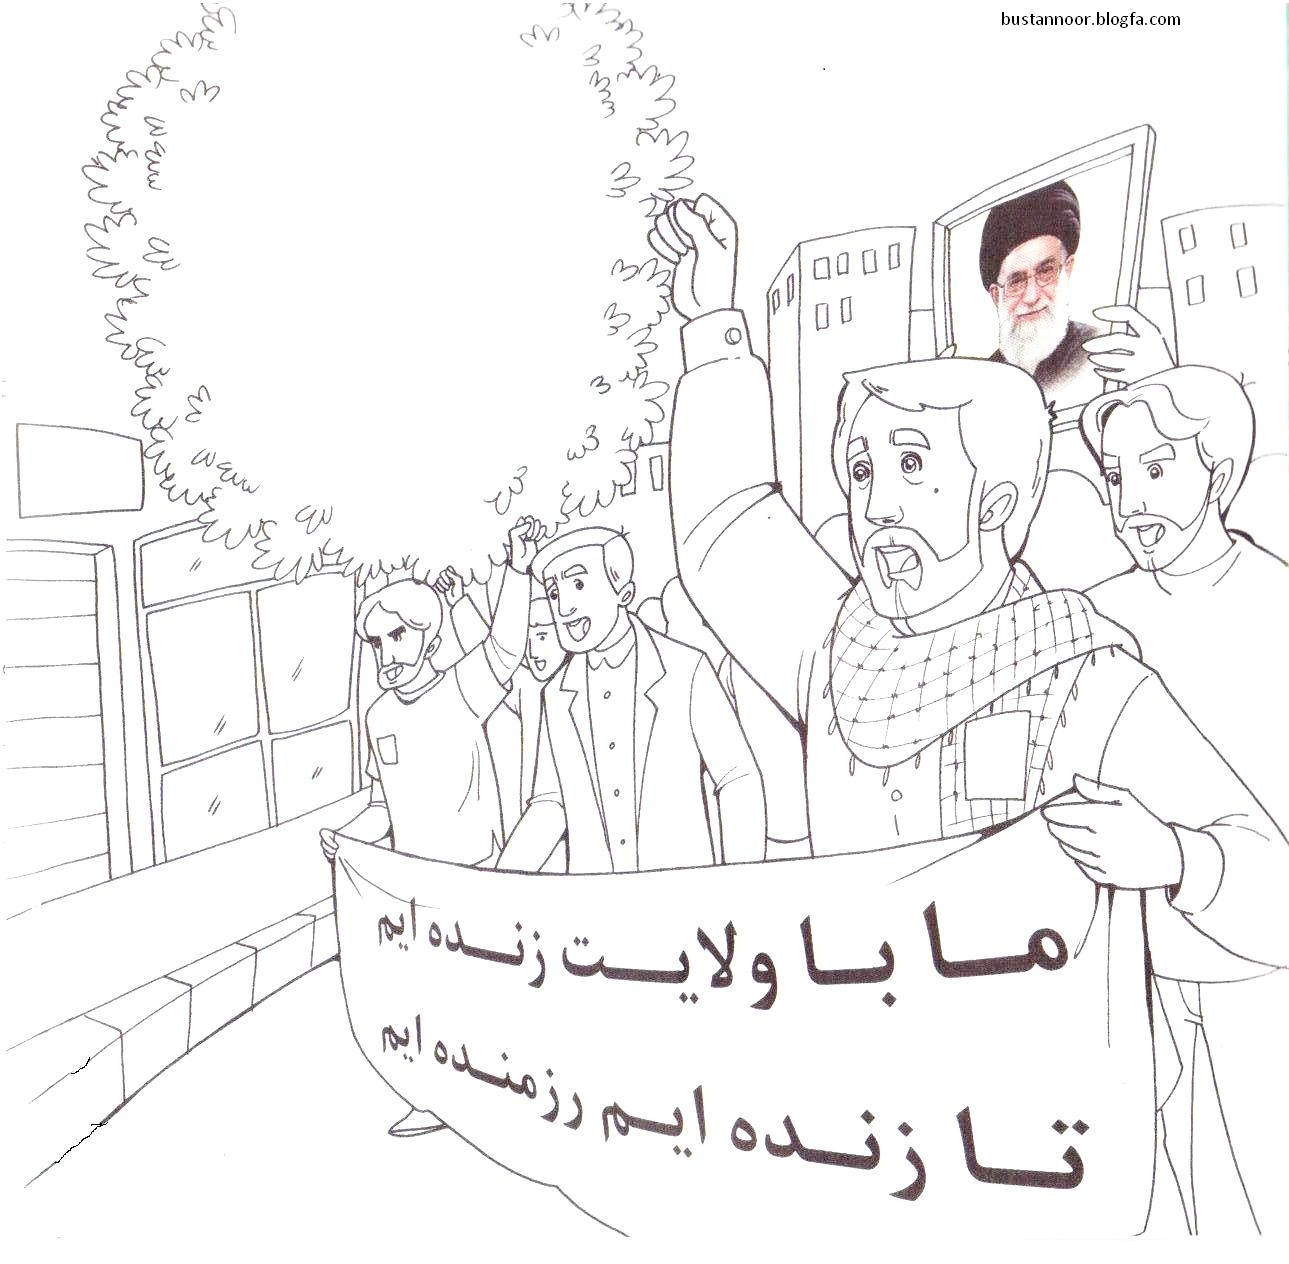 bustannoor.blogfa.com
ما با ولایت زنده ایم
تا زنده ایم رزمنده ایم